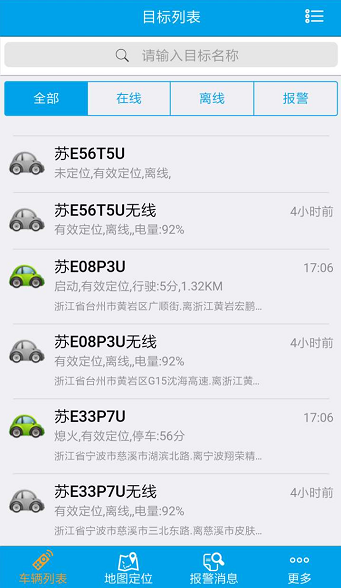 目标列表
请输入目标名称
全部 在线 离线 报警
苏E56T5U
未定位,有效定位,离线,
苏E56T5U无线 4小时前
有效定位,离线,,电量:92%
苏E08P3U 17:06
启动,有效定位,行驶:5分,1.32KM
浙江省台州市黄岩区广顺街.离浙江黄岩宏鹏...
苏E08P3U无线 4小时前
有效定位,离线,,电量:92%
浙江省台州市黄岩区G15沈海高速.离浙江黄...
苏E33P7U 17:06
熄火,有效定位,停车:56分
浙江省宁波市慈溪市湖滨北路.离宁波翔荣精...
苏E33P7U无线 4小时前
有效定位,离线,,电量:92%
浙江省宁波市慈溪市三北东路.离慈溪市皮肤...
车辆列表 地图定位 报警消息 更多